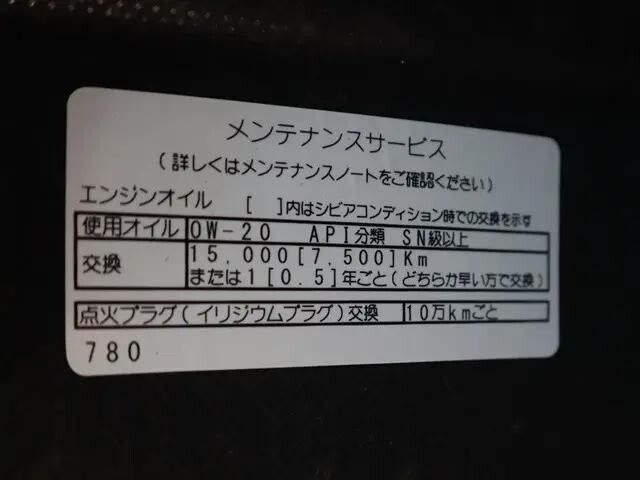 メンテナンスサービス
(詳しくはメンテナンスノートをご確認ください)
エンジンオイル [ ]内はシビアコンディション時での交換を示す
使用オイル 0W-20 API分類 SN級以上
交換 15,000[7,500]Km
または1[0.5]年ごと(どちらか早い方で交換)
点火プラグ(イリジウムプラグ)交換 10万kmごと
780